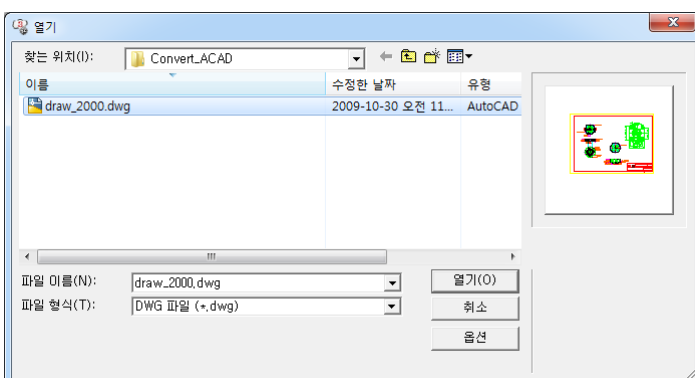 열기
찾는 위치(I): Convert_ACAD
이름 수정한 날짜 유형
draw_2000.dwg 2009-10-30 오전 11... AutoCAD
파일 이름(N): draw_2000.dwg 열기(O)
파일 형식(T): DWG 파일 (*.dwg) 취소
옵션